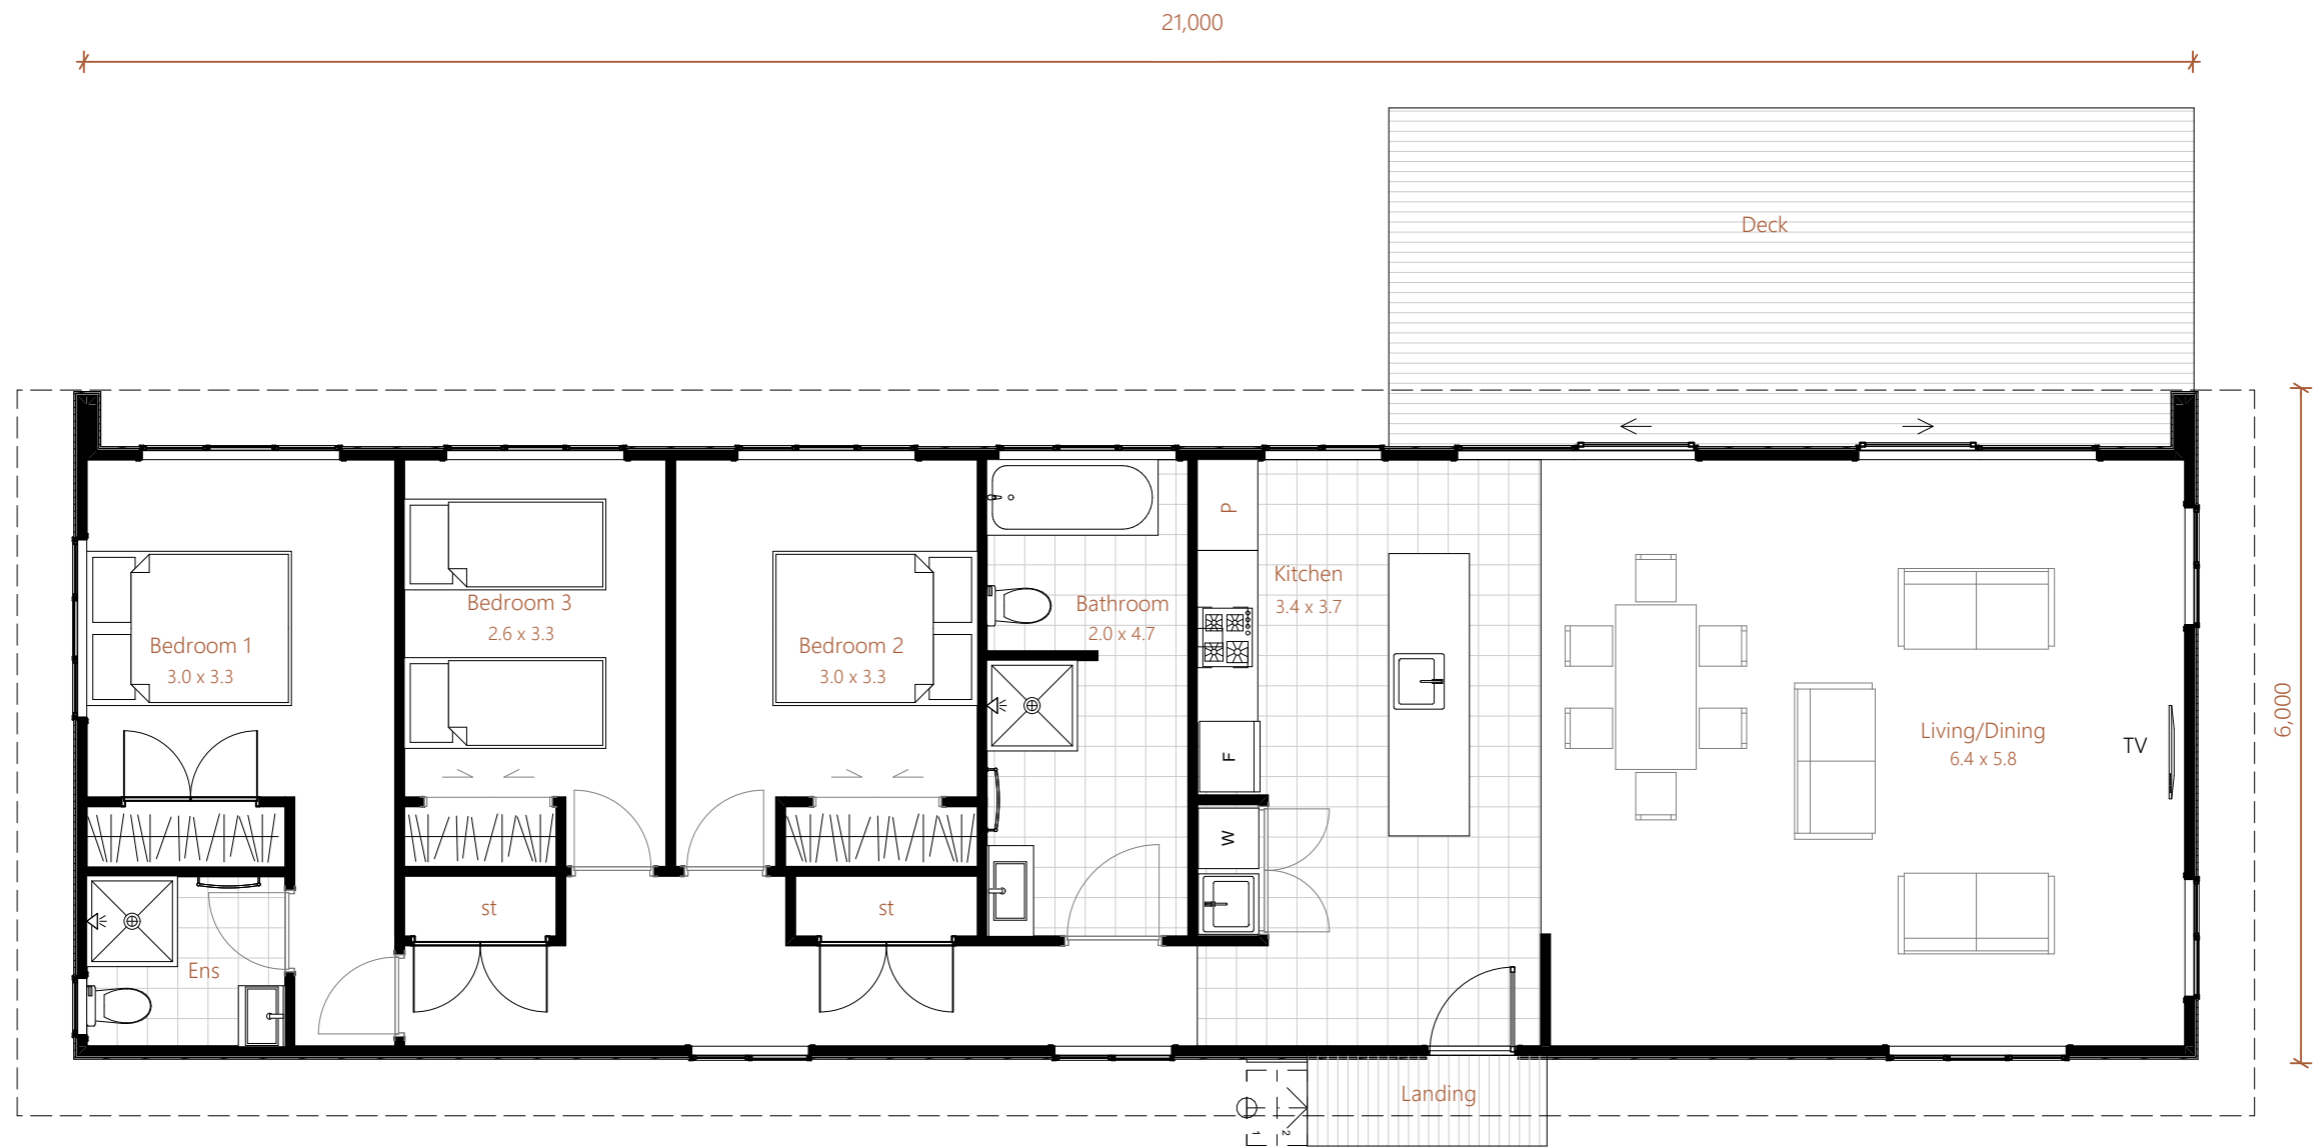 21,000
Deck
6,000
P
Kitchen
3.4 x 3.7
Bedroom 3
2.6 x 3.3
Bathroom
2.0 x 4.7
Bedroom 1
3.0 x 3.3
Bedroom 2
3.0 x 3.3
Living/Dining
6.4 x 5.8
TV
F
W
st
st
Ens
Landing
1
2